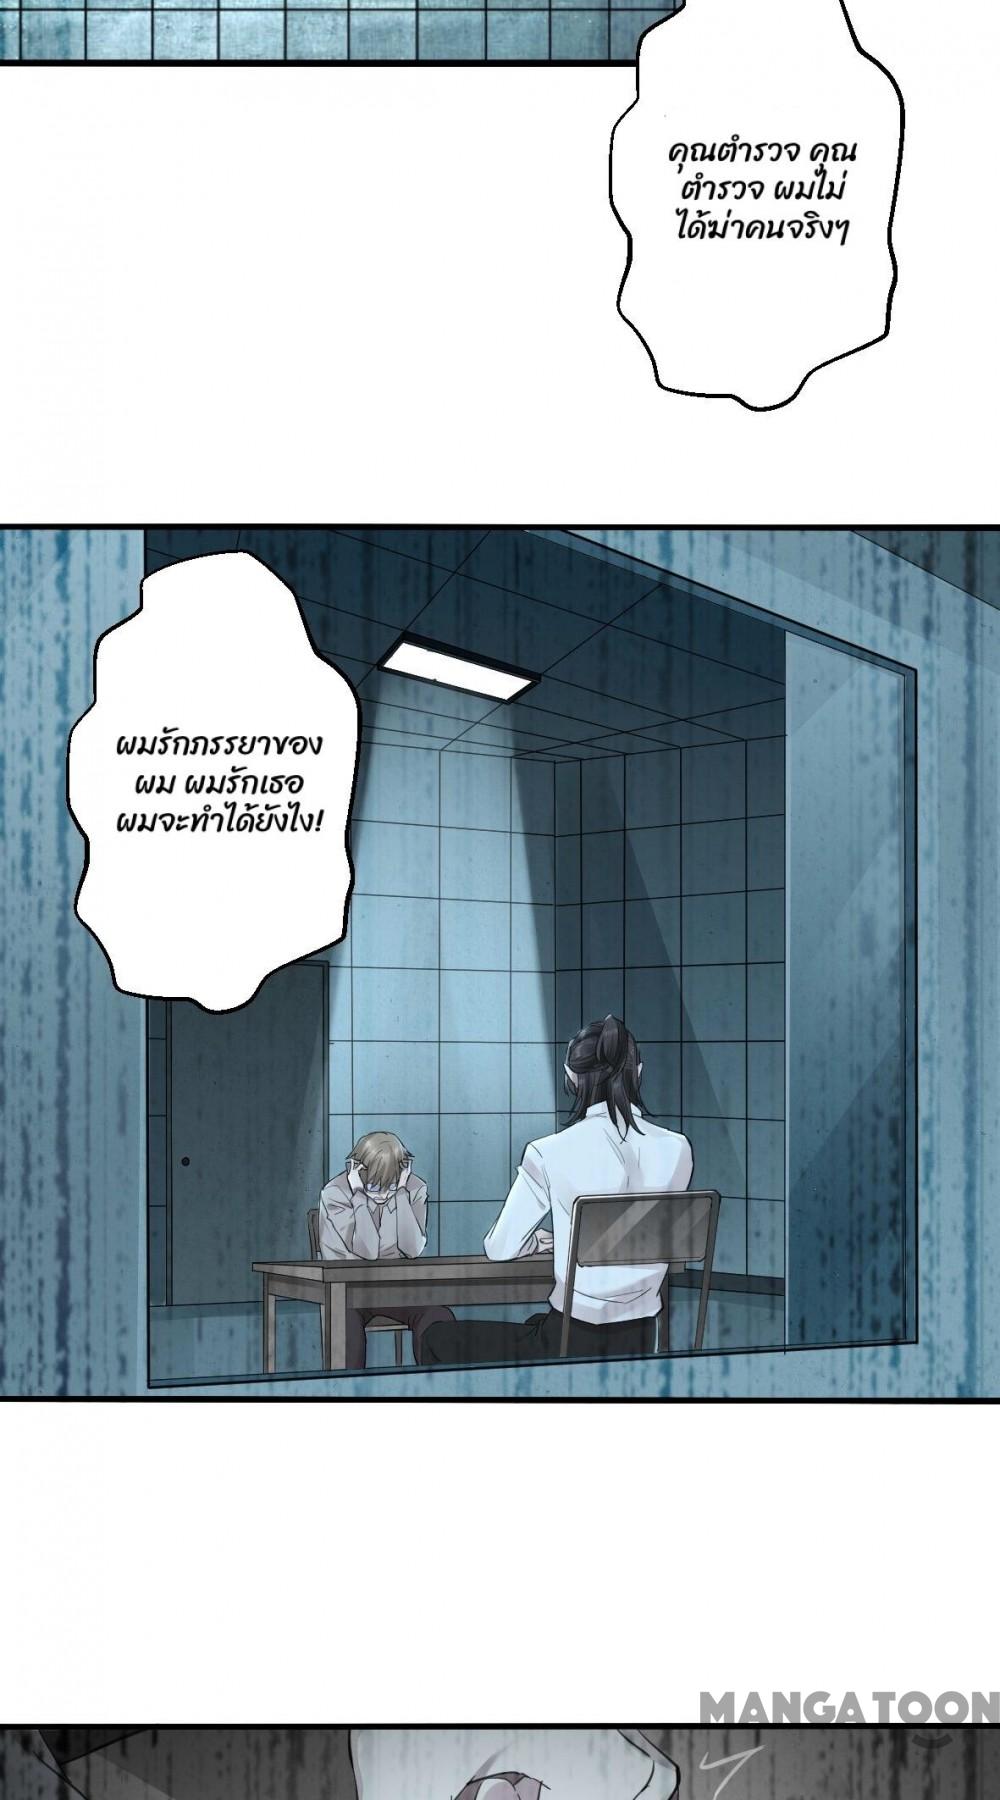 คุณตำรวจ คุณ
ตำรวจ ผมไม่
ได้ฆ่าคนจริงๆ
ผมรักภรรยาของ
ผม ผมรักเธอ
ผมจะทำได้ยังไง!
MANGATOON